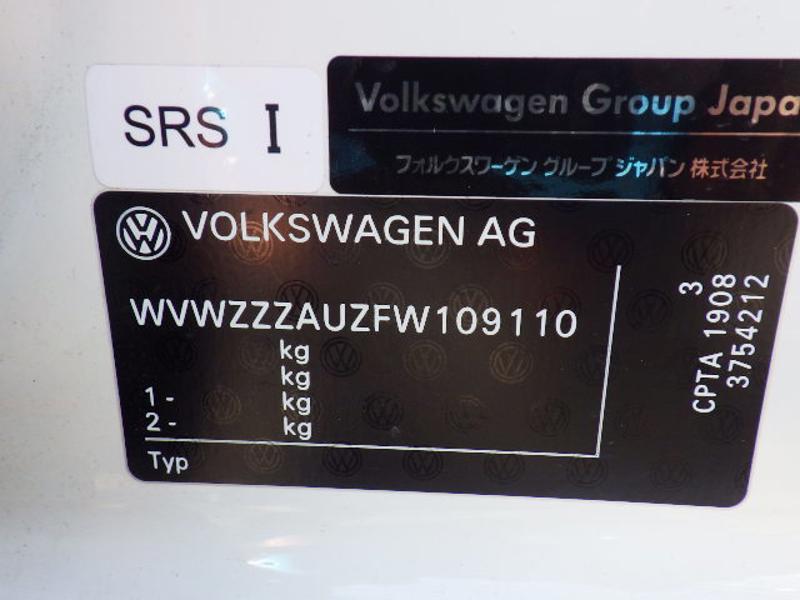 SRS I
Volkswagen Group Japa
フォルクスワーゲン グループ ジャパン 株式会社
VOLKSWAGEN AG
WVWZZZAUZFW109110
kg
kg
1- kg
2- kg
Typ
3
CPTA 1908
3754212